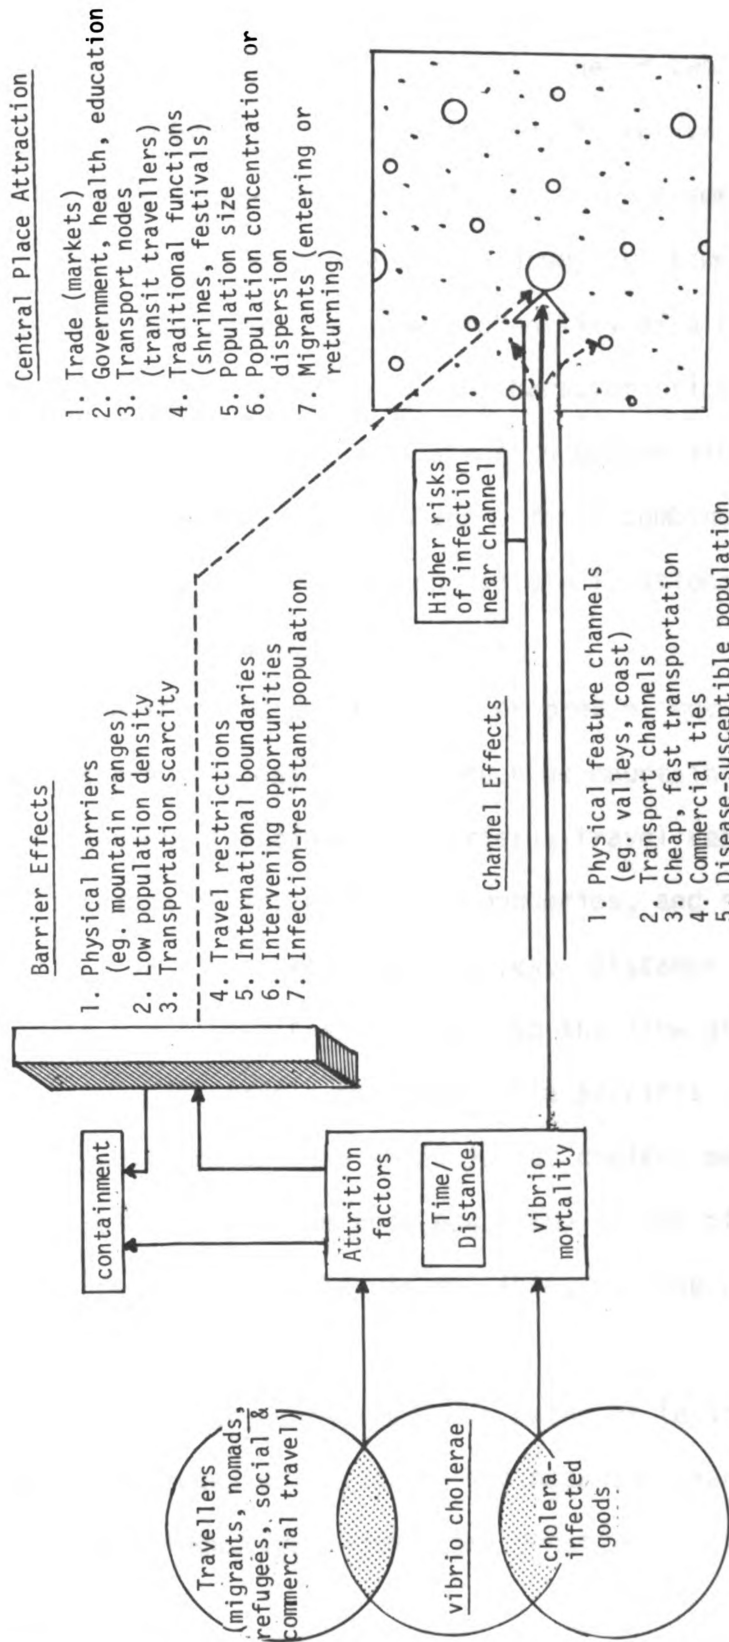 Travellers
(migrants, nomads,
refugees, social &
commercial travel)
vibrio cholerae
cholera-
infected
goods
containment
Attrition
factors
Time/
Distance
vibrio
mortality
Barrier Effects
1. Physical barriers
(eg. mountain ranges)
2. Low population density
3. Transportation scarcity
4. Travel restrictions
5. International boundaries
6. Intervening opportunities
7. Infection-resistant population
Channel Effects
1. Physical feature channels
(eg. valleys, coast)
2. Transport channels
3. Cheap, fast transportation
4. Commercial ties
5. Disease-susceptible population
Higher risks
of infection
near channel
Central Place Attraction
1. Trade (markets)
2. Government, health, education
3. Transport nodes
(transit travellers)
4. Traditional functions
(shrines, festivals)
5. Population size
6. Population concentration or
dispersion
7. Migrants (entering or
returning)